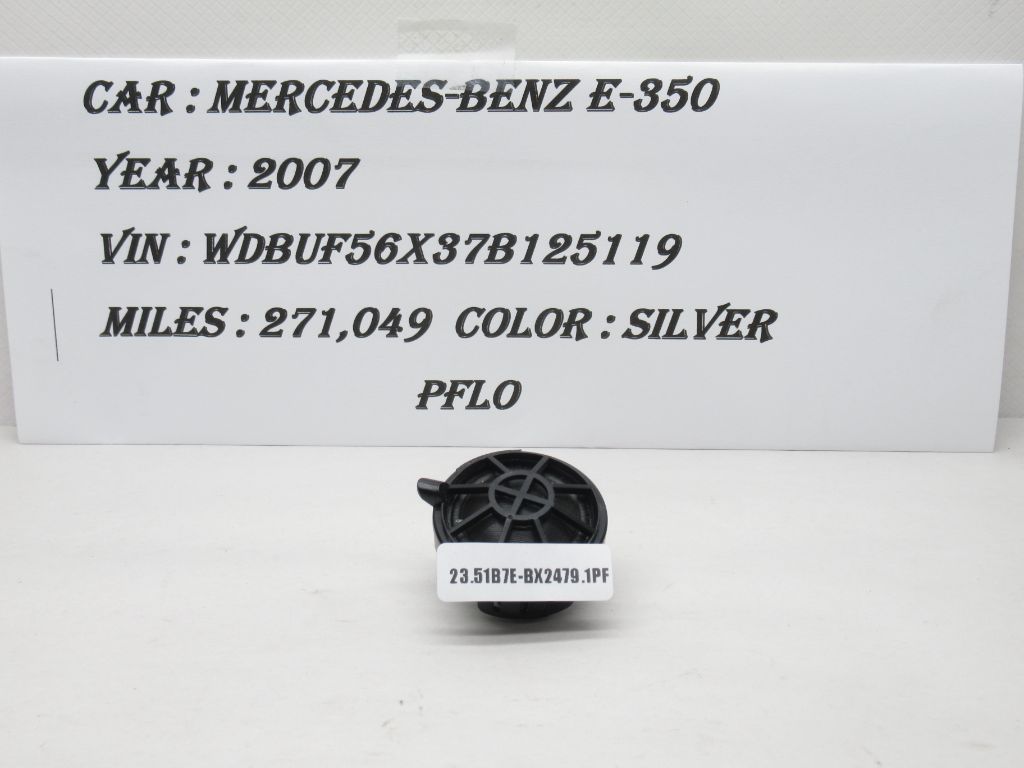 CAR : MERCEDES-BENZ E-350
YEAR : 2007
VIN : WDBUF56X37B125119
MILES : 271,049 COLOR : SILVER
PFLO
23.51B7E-BX2479.1PF